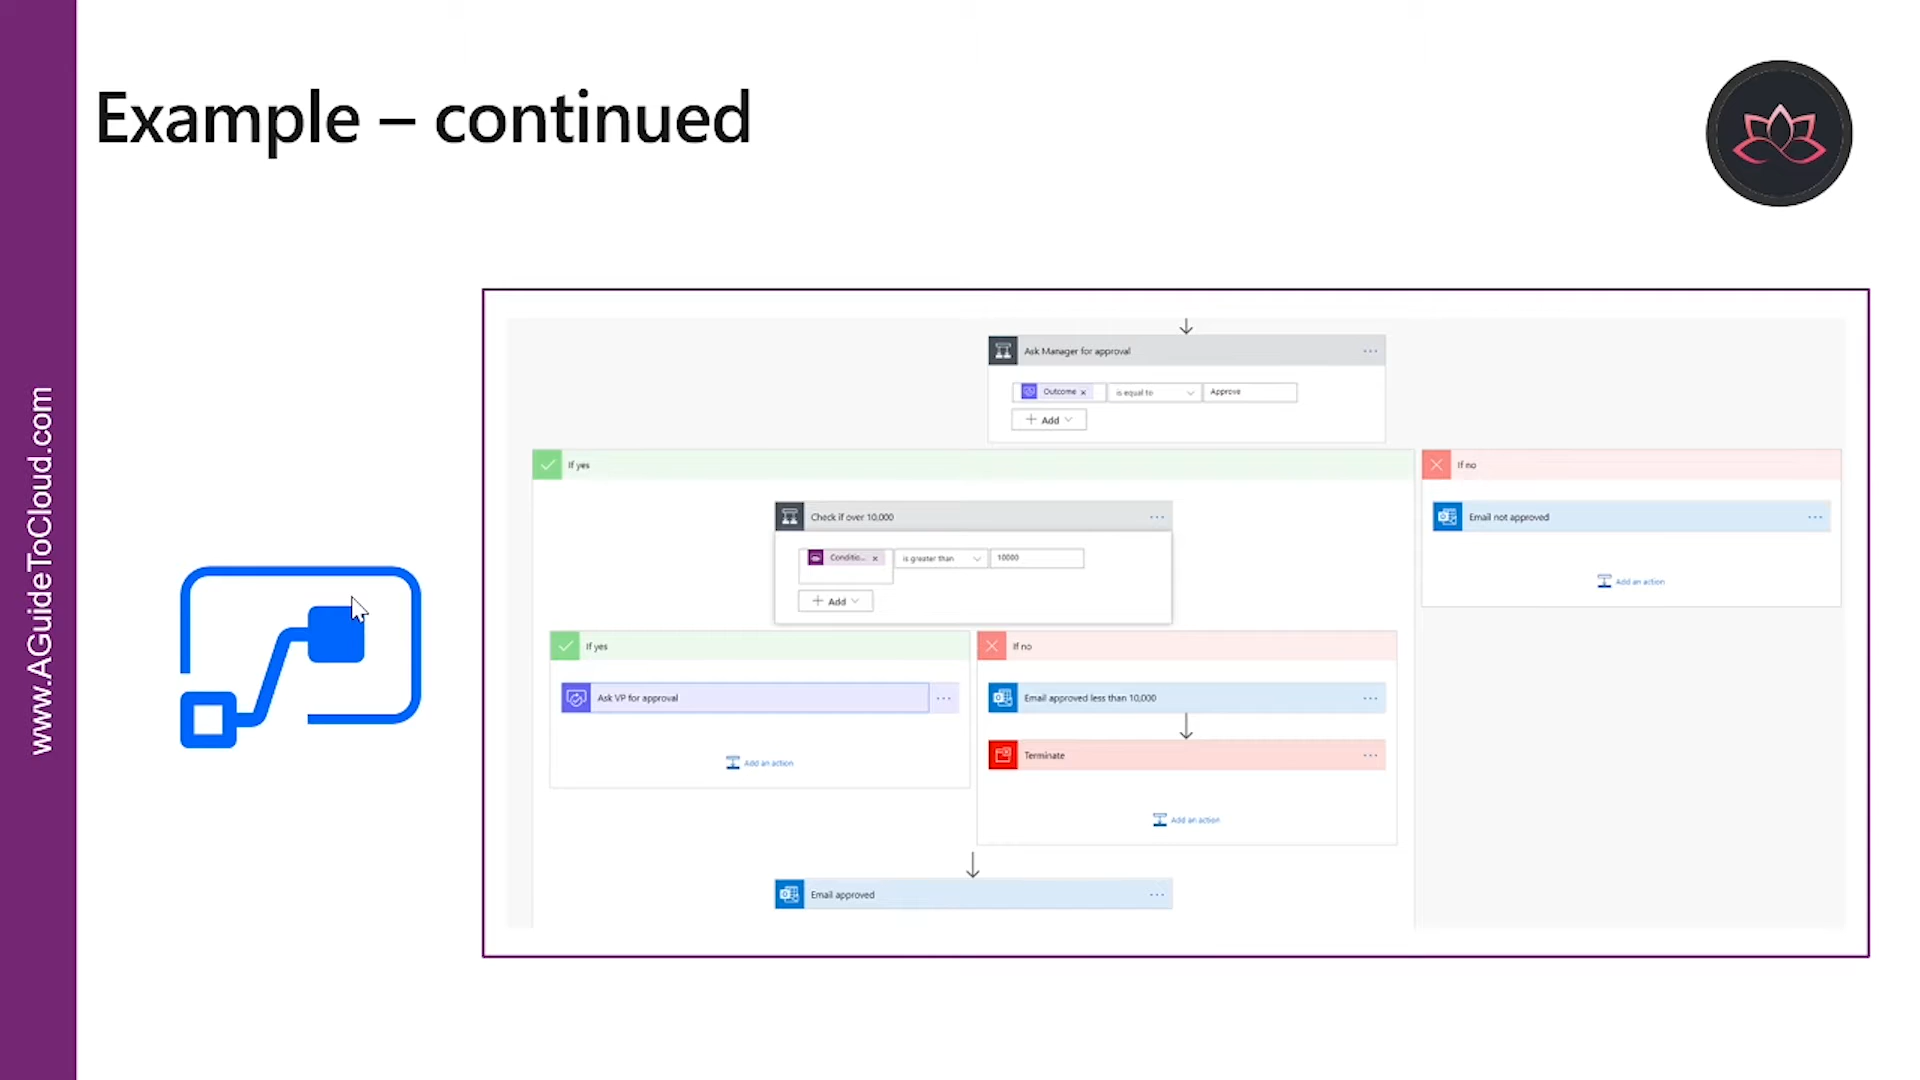 Example – continued
www.AGuideToCloud.com
Ask Manager for approval
Outcome is equal to Approve
Add
If yes
If no
Check if over 10,000
Email not approved
Conditio... is greater than 10000
Add an action
Add
If yes
If no
Ask VP for approval
Email approved less than 10,000
Terminate
Add an action
Add an action
Email approved